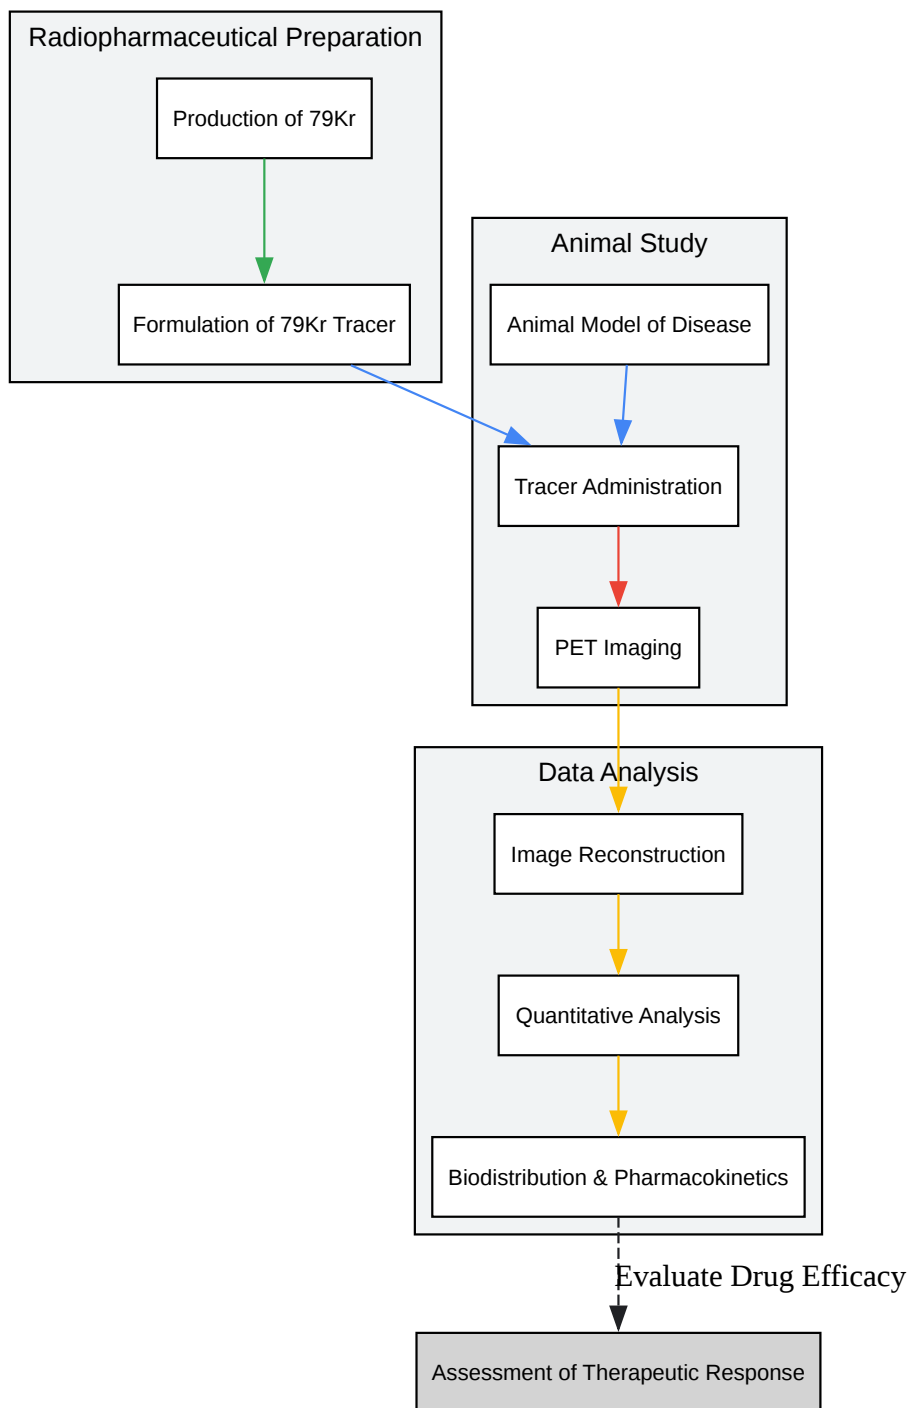 Radiopharmaceutical Preparation
Production of 79Kr
Formulation of 79Kr Tracer
Animal Study
Animal Model of Disease
Tracer Administration
PET Imaging
Data Analysis
Image Reconstruction
Quantitative Analysis
Biodistribution & Pharmacokinetics
Evaluate Drug Efficacy
Assessment of Therapeutic Response